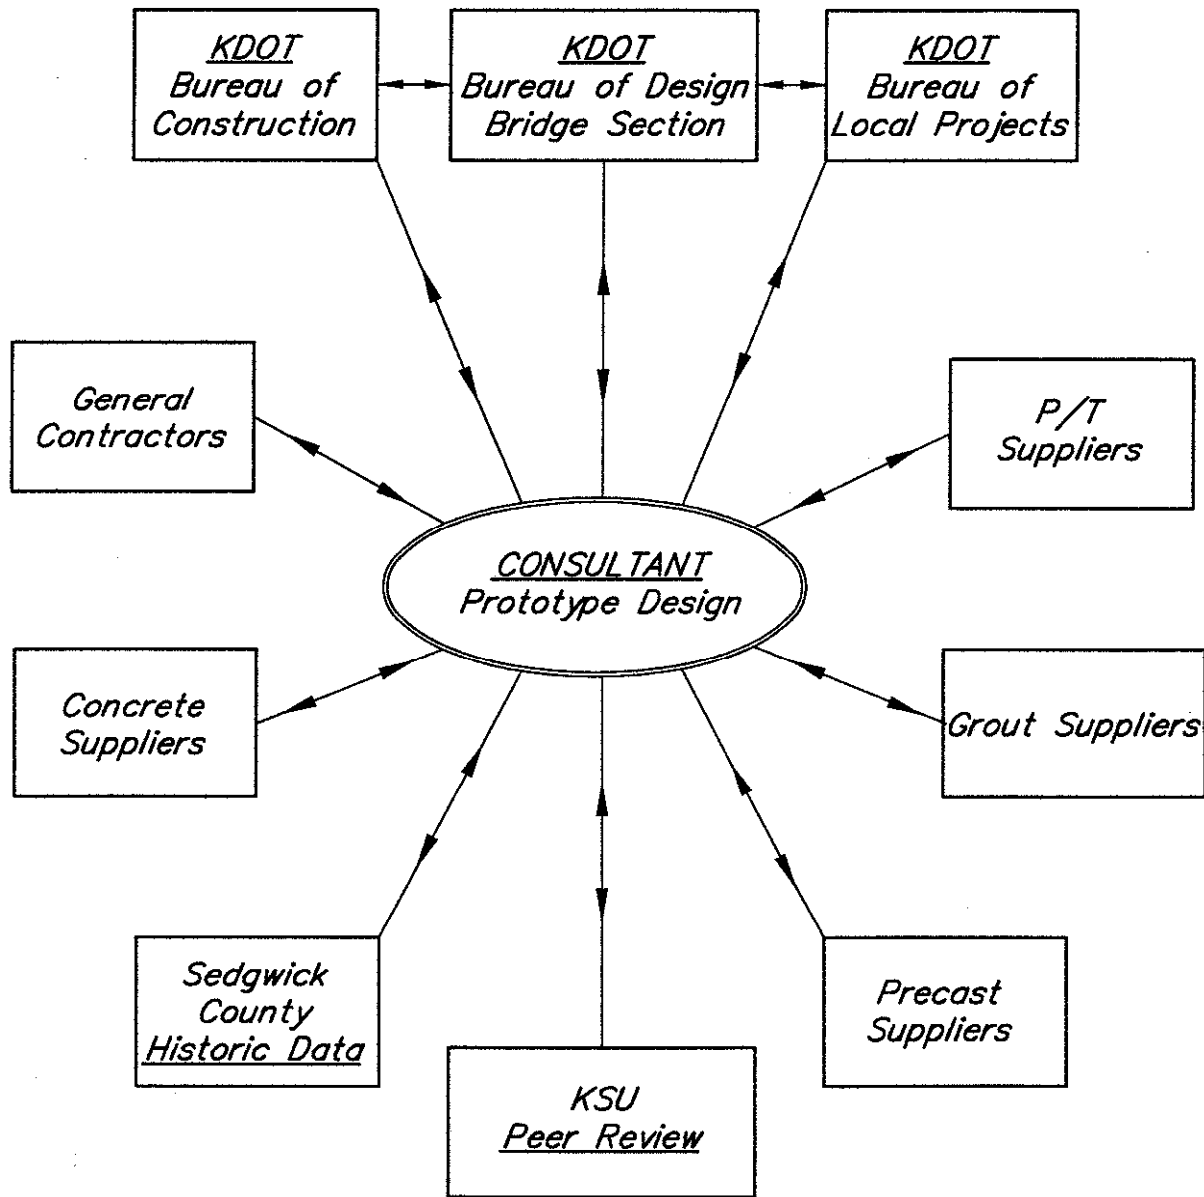 KDOT
Bureau of
Construction
KDOT
Bureau of Design
Bridge Section
KDOT
Bureau of
Local Projects
General
Contractors
P/T
Suppliers
CONSULTANT
Prototype Design
Concrete
Suppliers
Grout Suppliers
Sedgwick
County
Historic Data
Precast
Suppliers
KSU
Peer Review